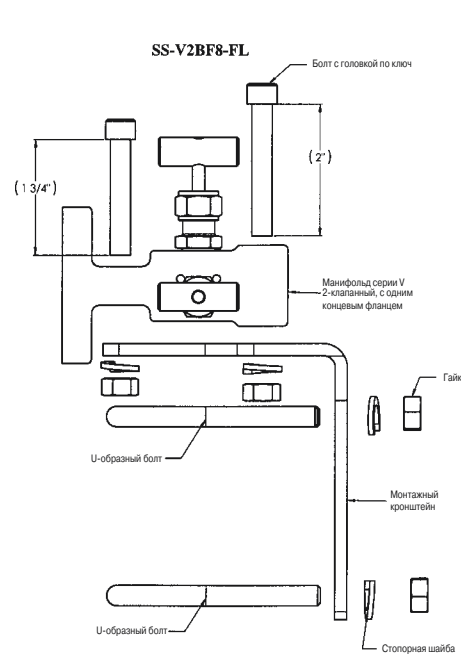 SS-V2BF8-FL
Болт с головкой по ключ
(2")
(1 3/4")
Манифольд серии V
2-клапанный, с одним
концевым фланцем
Гайк
U-образный болт
Монтажный
кронштейн
U-образный болт
Стопорная шайба